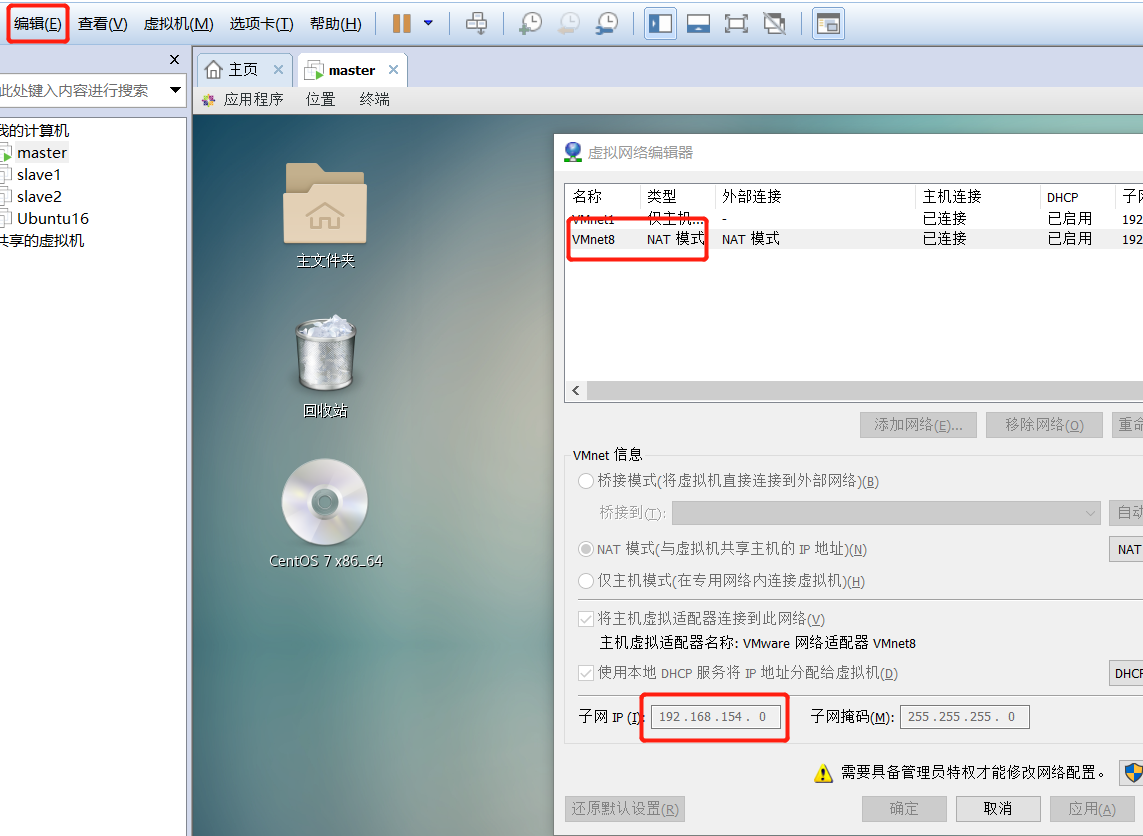 编辑(E) 查看(V) 虚拟机(M) 选项卡(T) 帮助(H)
主页 master
此处键入内容进行搜索
应用程序 位置 终端
我的计算机
master
slave1
slave2
Ubuntu16
共享的虚拟机
主文件夹
回收站
CentOS 7 x86_64
虚拟网络编辑器
名称 类型 外部连接 主机连接 DHCP 子网
VMnet1 仅主机... - 已连接 已启用 192
VMnet8 NAT 模式 NAT 模式 已连接 已启用 192
添加网络(E)... 移除网络(O) 重命
VMnet 信息
桥接模式(将虚拟机直接连接到外部网络)(B)
桥接到(T): 自动
NAT 模式(与虚拟机共享主机的 IP 地址)(N) NAT
仅主机模式(在专用网络内连接虚拟机)(H)
将主机虚拟适配器连接到此网络(V)
主机虚拟适配器名称: VMware 网络适配器 VMnet8
使用本地 DHCP 服务将 IP 地址分配给虚拟机(D) DHCP
子网 IP (I): 192.168.154. 0 子网掩码(M): 255.255.255. 0
需要具备管理员特权才能修改网络配置。
还原默认设置(R) 确定 取消 应用(A)